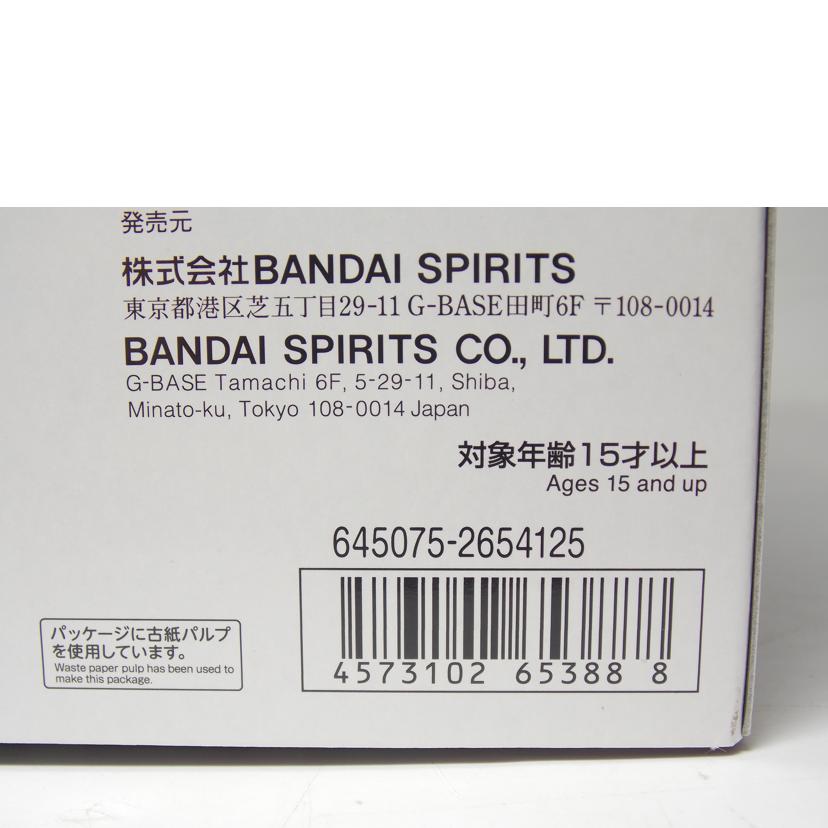 発売元
株式会社BANDAI SPIRITS
東京都港区芝五丁目29-11 G-BASE田町6F 〒108-0014
BANDAI SPIRITS CO., LTD.
G-BASE Tamachi 6F, 5-29-11, Shiba,
Minato-ku, Tokyo 108-0014 Japan
対象年齢15才以上
Ages 15 and up
645075-2654125
4573102 65388 8
パッケージに古紙パルプ
を使用しています。
Waste paper pulp has been used to
make this package.